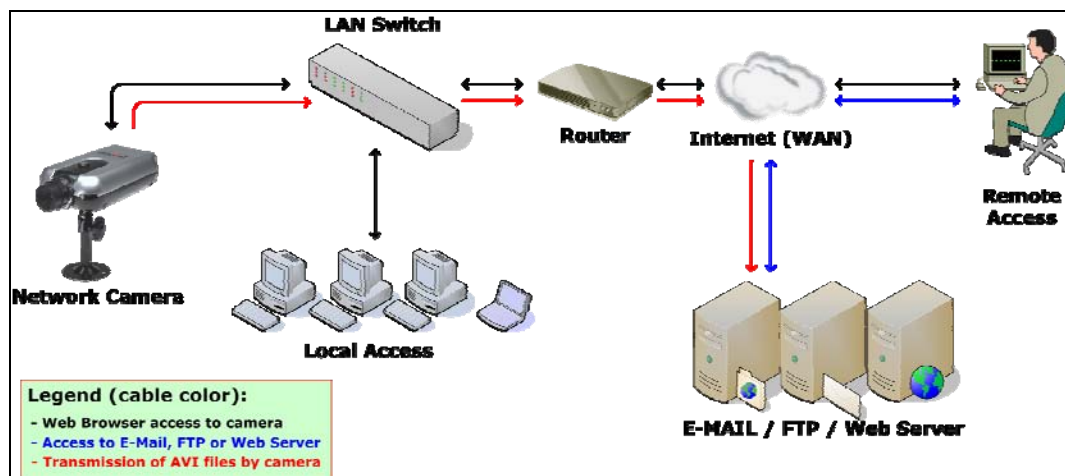 LAN Switch
Router
Internet (WAN)
Remote
Access
Network Camera
Local Access
E-MAIL / FTP / Web Server
Legend (cable color):
- Web Browser access to camera
- Access to E-Mail, FTP or Web Server
- Transmission of AVI files by camera